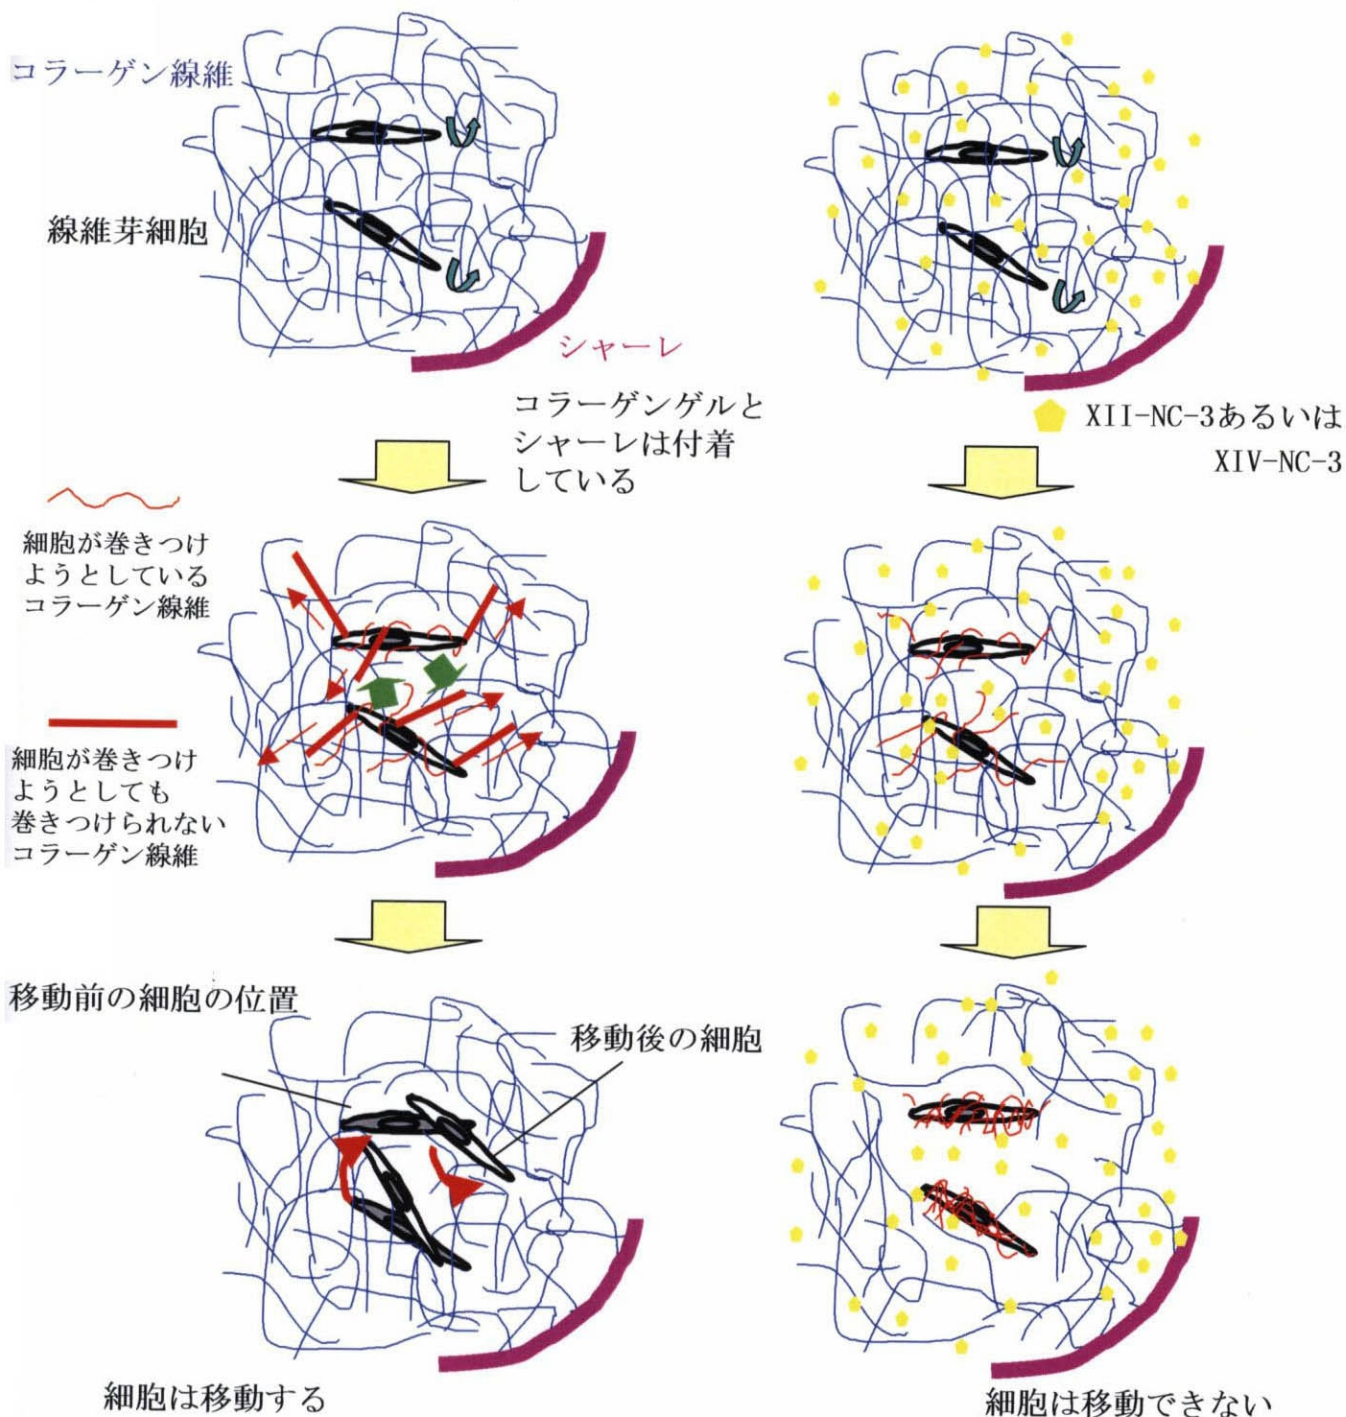 コラーゲン線維
線維芽細胞
シャーレ
コラーゲンゲルと
シャーレは付着
している
XII-NC-3あるいは
XIV-NC-3
細胞が巻きつけ
ようとしている
コラーゲン線維
細胞が巻きつけ
ようとしても
巻きつけられない
コラーゲン線維
移動前の細胞の位置
移動後の細胞
細胞は移動する
細胞は移動できない